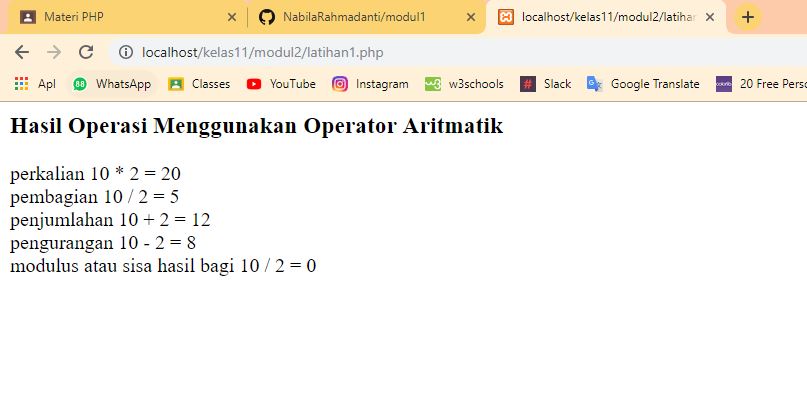 Materi PHP
NabilaRahmadanti/modul1
localhost/kelas11/modul2/latihan
localhost/kelas11/modul2/latihan1.php
Apl
88
WhatsApp
Classes
YouTube
Instagram
w3schools
#
Slack
Google Translate
colorlib
20 Free Perso
Hasil Operasi Menggunakan Operator Aritmatik
perkalian 10 * 2 = 20
pembagian 10 / 2 = 5
penjumlahan 10 + 2 = 12
pengurangan 10 - 2 = 8
modulus atau sisa hasil bagi 10 / 2 = 0